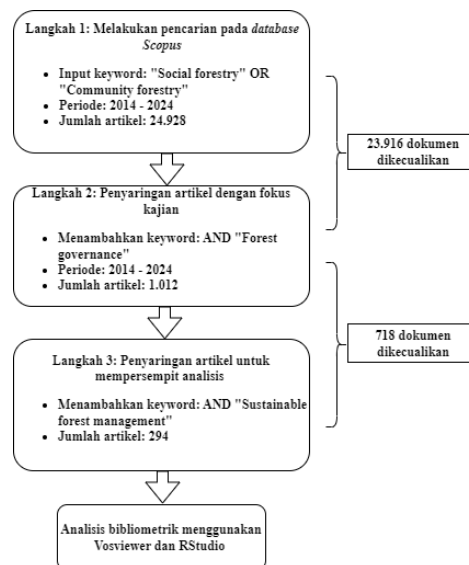 Langkah 1: Melakukan pencarian pada database
Scopus
• Input keyword: "Social forestry" OR
"Community forestry"
• Periode: 2014 - 2024
• Jumlah artikel: 24.928
23.916 dokumen
dikecualikan
Langkah 2: Penyaringan artikel dengan fokus
kajian
• Menambahkan keyword: AND "Forest
governance"
• Periode: 2014 - 2024
• Jumlah artikel: 1.012
718 dokumen
dikecualikan
Langkah 3: Penyaringan artikel untuk
mempersempit analisis
• Menambahkan keyword: AND "Sustainable
forest management"
• Jumlah artikel: 294
Analisis bibliometrik menggunakan
Vosviewer dan RStudio